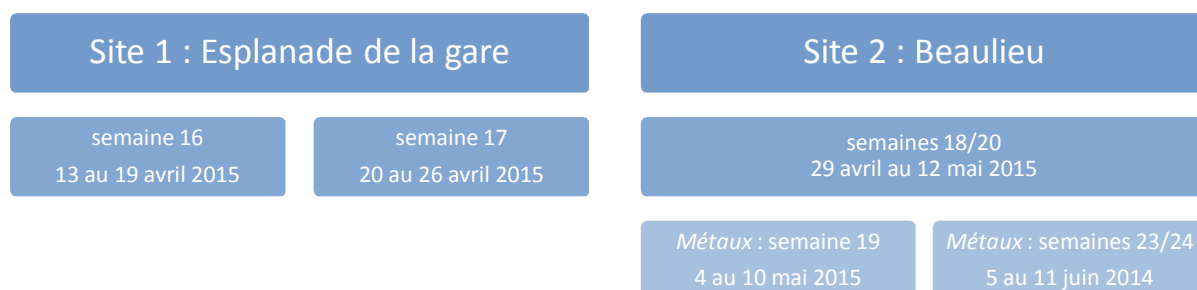 Site 1 : Esplanade de la gare
semaine 16
13 au 19 avril 2015
semaine 17
20 au 26 avril 2015
Site 2 : Beaulieu
semaines 18/20
29 avril au 12 mai 2015
Métaux : semaine 19
4 au 10 mai 2015
Métaux : semaines 23/24
5 au 11 juin 2014